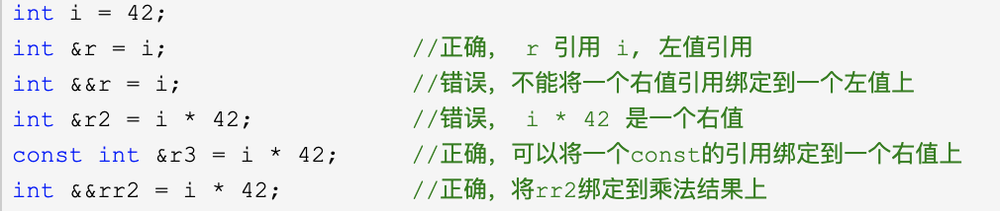 int i = 42;
int &r = i;                 //正确， r 引用 i, 左值引用
int &&r = i;                //错误，不能将一个右值引用绑定到一个左值上
int &r2 = i * 42;           //错误， i * 42 是一个右值
const int &r3 = i * 42;     //正确，可以将一个const的引用绑定到一个右值上
int &&rr2 = i * 42;         //正确，将rr2绑定到乘法结果上